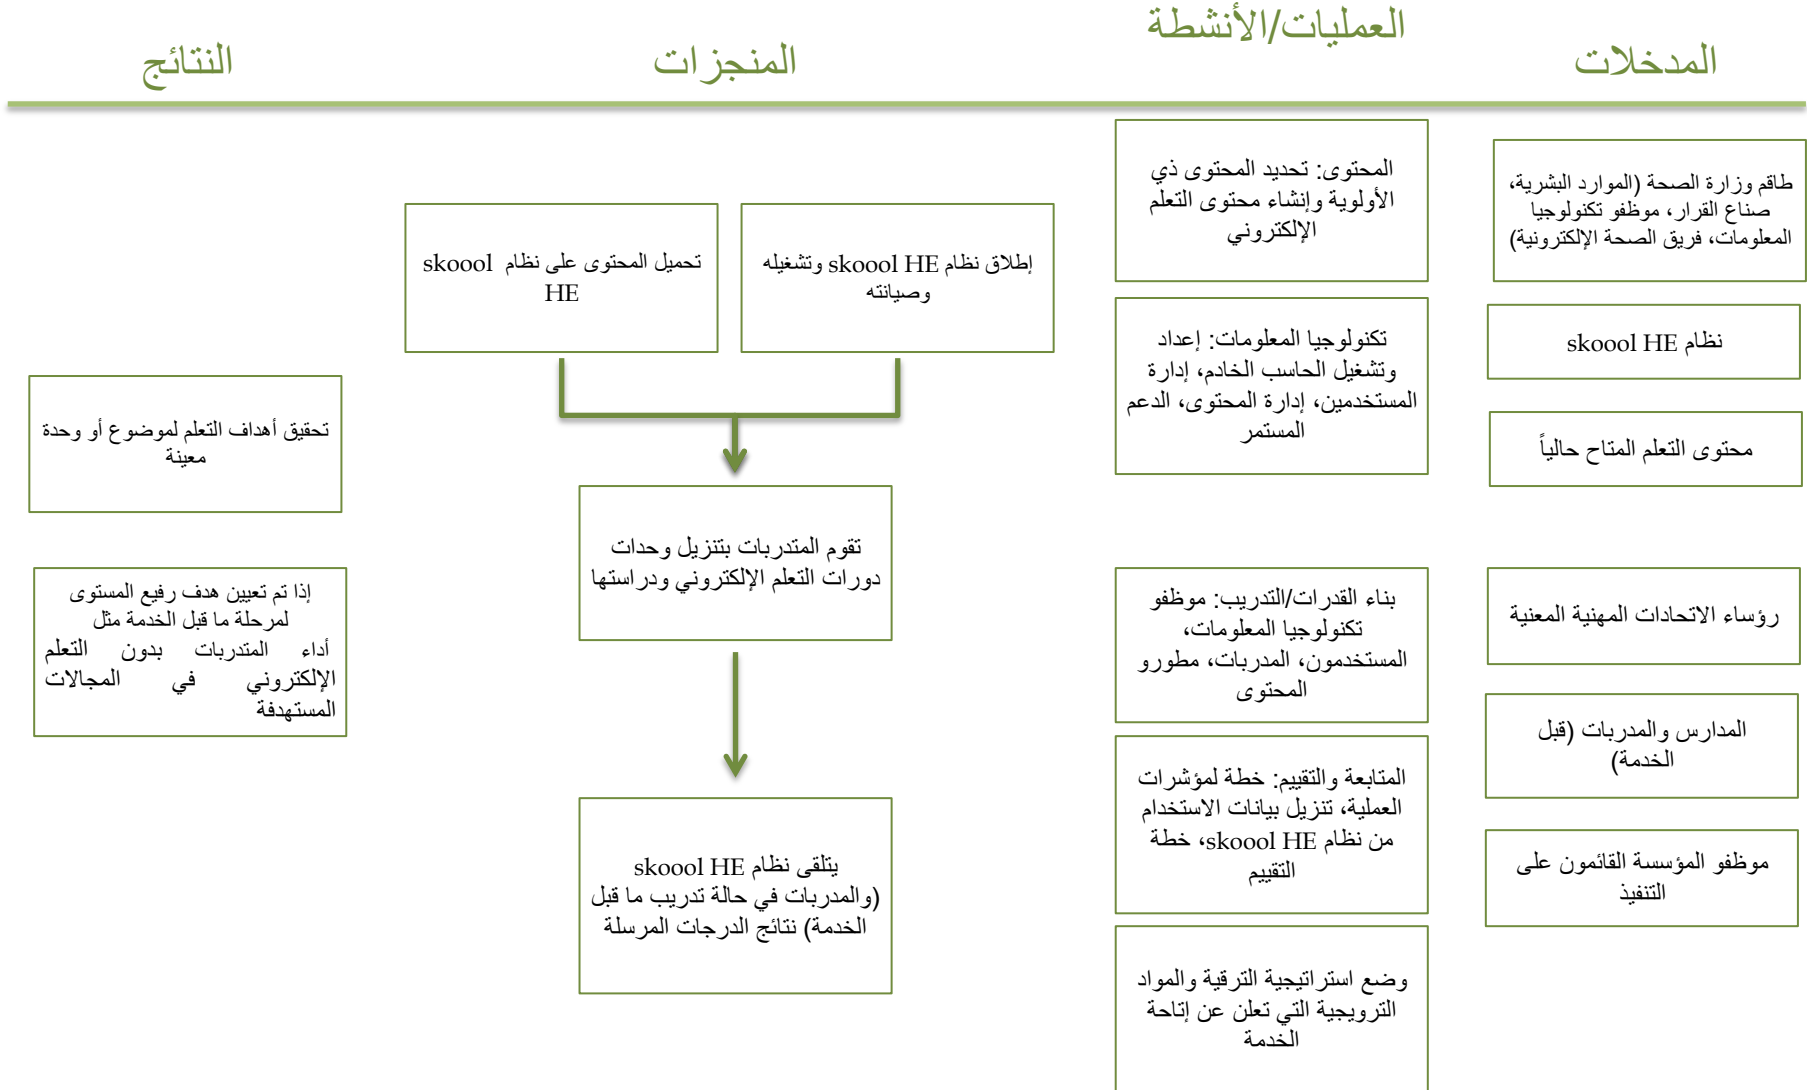 المدخلات
العمليات/الأنشطة
المنجزات
النتائج
طاقم وزارة الصحة (الموارد البشرية،
صناع القرار، موظفو تكنولوجيا
المعلومات، فريق الصحة الإلكترونية)
نظام skoool HE
محتوى التعلم المتاح حالياً
رؤساء الاتحادات المهنية المعنية
المدارس والمدربات (قبل
الخدمة)
موظفو المؤسسة القائمون على
التنفيذ
المحتوى: تحديد المحتوى ذي
الأولوية وإنشاء محتوى التعلم
الإلكتروني
تكنولوجيا المعلومات: إعداد
وتشغيل الحاسب الخادم، إدارة
المستخدمين، إدارة المحتوى، الدعم
المستمر
بناء القدرات/التدريب: موظفو
تكنولوجيا المعلومات،
المستخدمون، المدربات، مطورو
المحتوى
المتابعة والتقييم: خطة لمؤشرات
العملية، تنزيل بيانات الاستخدام
من نظام skoool HE، خطة
التقييم
وضع استراتيجية الترقية والمواد
الترويجية التي تعلن عن إتاحة
الخدمة
إطلاق نظام skoool HE وتشغيله
وصيانته
تحميل المحتوى على نظام skoool
HE
تقوم المتدربات بتنزيل وحدات
دورات التعلم الإلكتروني ودراستها
يتلقى نظام skoool HE
(والمدربات في حالة تدريب ما قبل
الخدمة) نتائج الدرجات المرسلة
تحقيق أهداف التعلم لموضوع أو وحدة
معينة
إذا تم تعيين هدف رفيع المستوى
لمرحلة ما قبل الخدمة مثل
أداء المتدربات بدون التعلم
الإلكتروني في المجالات
المستهدفة